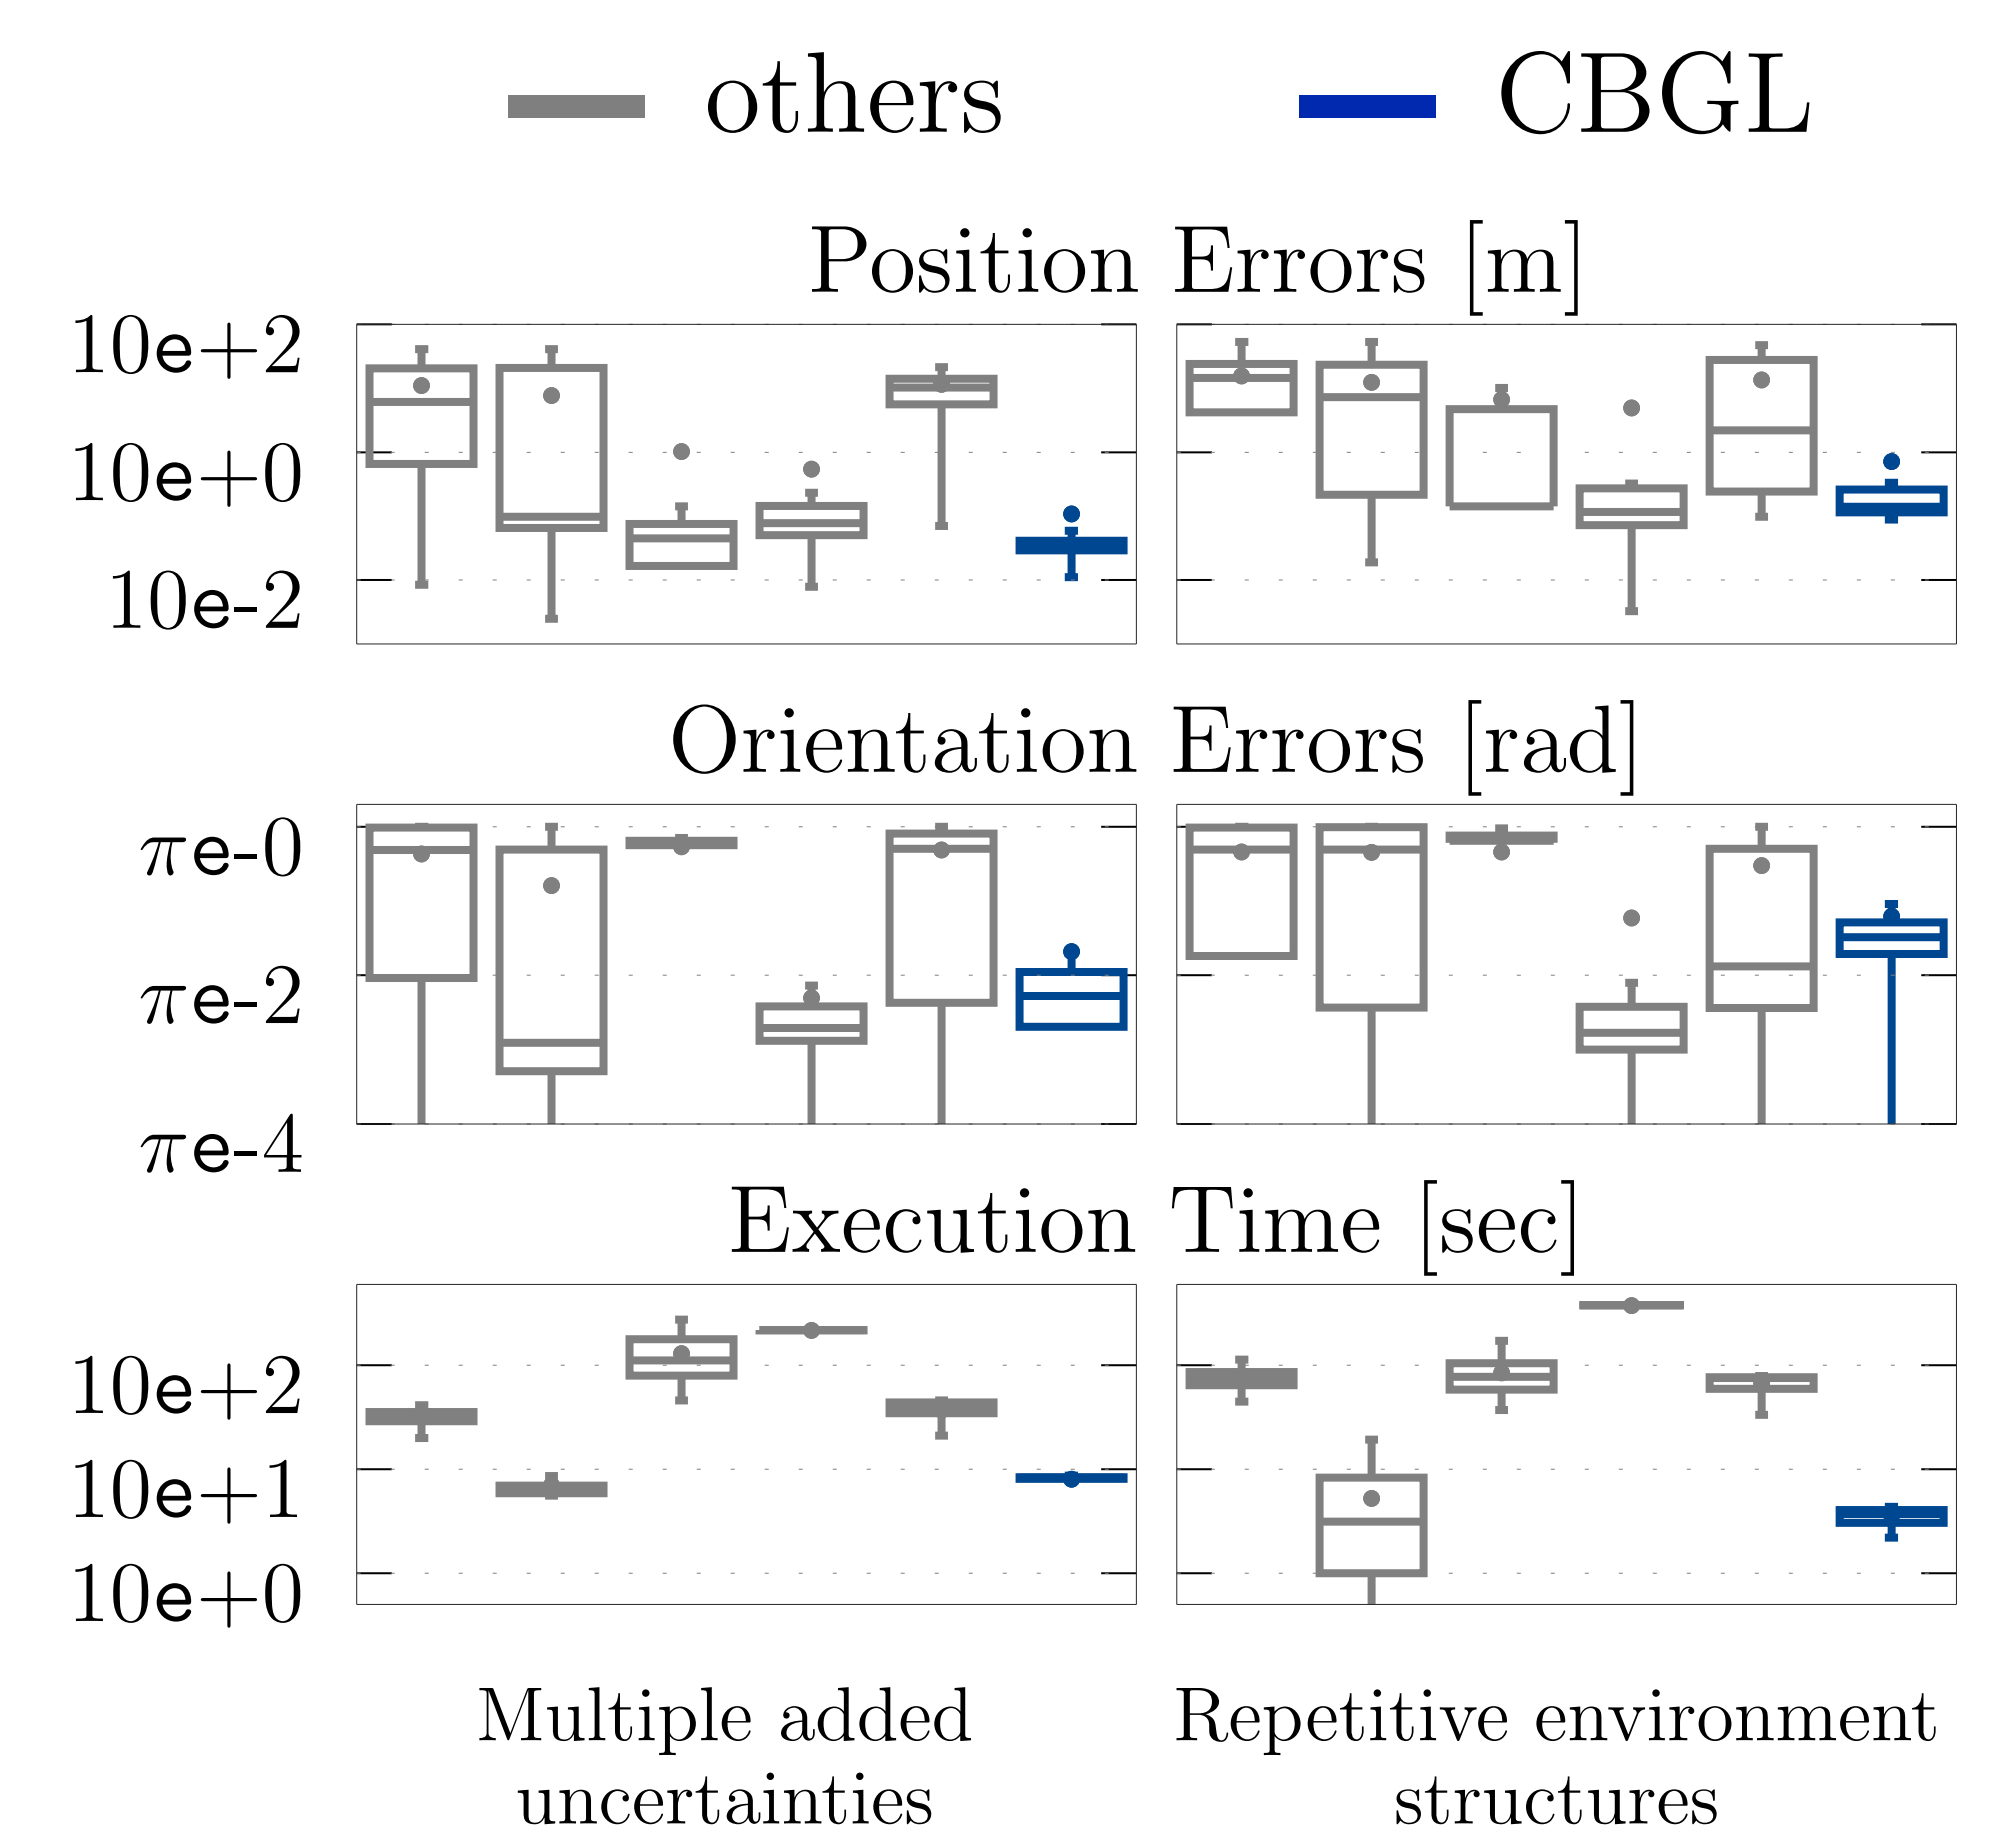 others CBGL
Position Errors [m]
10e+2
10e+0
10e-2
Orientation Errors [rad]
πe-0
πe-2
πe-4
Execution Time [sec]
10e+2
10e+1
10e+0
Multiple added
uncertainties
Repetitive environment
structures